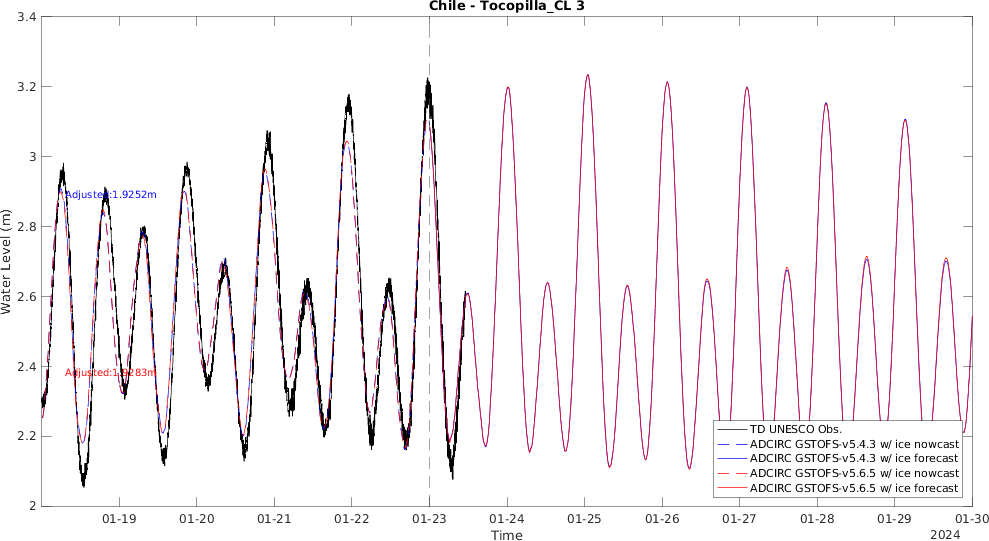 Chile - Tocopilla_CL 3
3.4
3.2
3
2.8
2.6
2.4
2.2
2
Water Level (m)
Adjusted:1.9252m
Adjusted:1.9283m
TD UNESCO Obs.
ADCIRC GSTOFS-v5.4.3 w/ ice nowcast
ADCIRC GSTOFS-v5.4.3 w/ ice forecast
ADCIRC GSTOFS-v5.6.5 w/ ice nowcast
ADCIRC GSTOFS-v5.6.5 w/ ice forecast
01-19 01-20 01-21 01-22 01-23 01-24 01-25 01-26 01-27 01-28 01-29 01-30
Time
2024